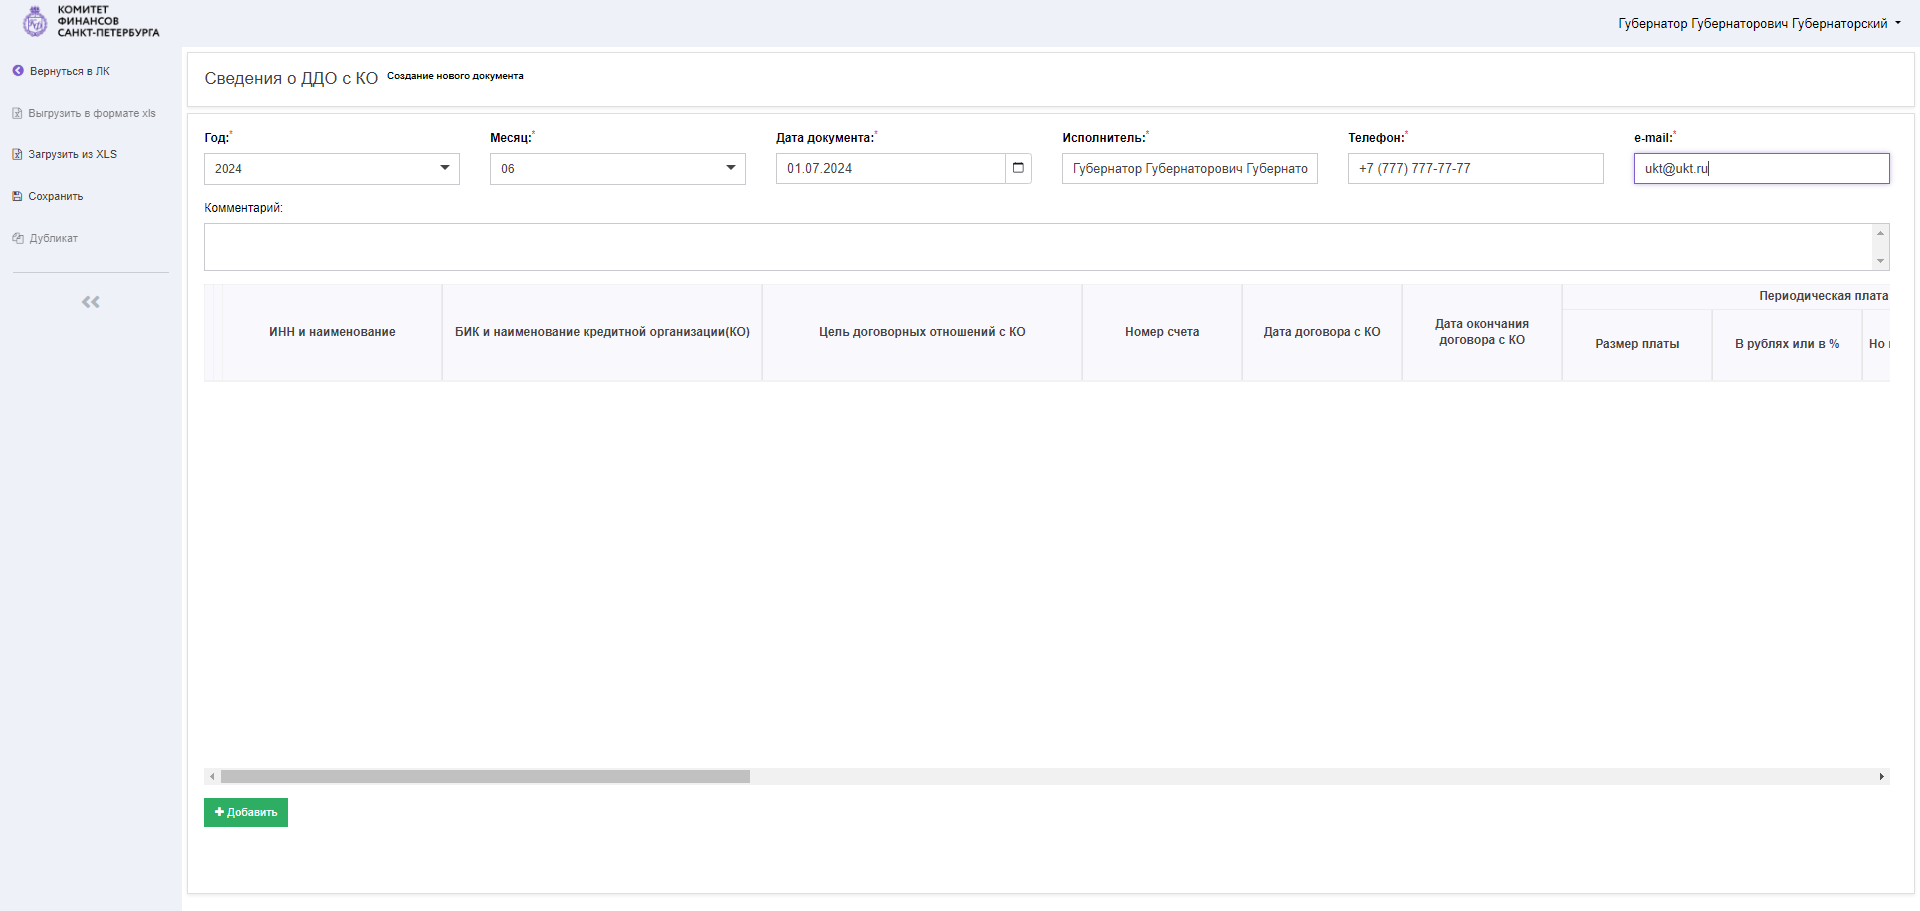 КОМИТЕТ
ФИНАНСОВ
САНКТ-ПЕТЕРБУРГА
Губернатор Губернаторович Губернаторский
Вернуться в ЛК
Выгрузить в формате xls
Загрузить из XLS
Сохранить
Дубликат
Сведения о ДДО с КО Создание нового документа
Год:* Месяц:* Дата документа:* Исполнитель:* Телефон:* e-mail:*
2024 06 01.07.2024 Губернатор Губернаторович Губернато +7 (777) 777-77-77 ukt@ukt.ru
Комментарий:
Периодическая плата
ИНН и наименование БИК и наименование кредитной организации(КО) Цель договорных отношений с КО Номер счета Дата договора с КО Дата окончания
договора с КО
Размер платы В рублях или в % Но
Добавить